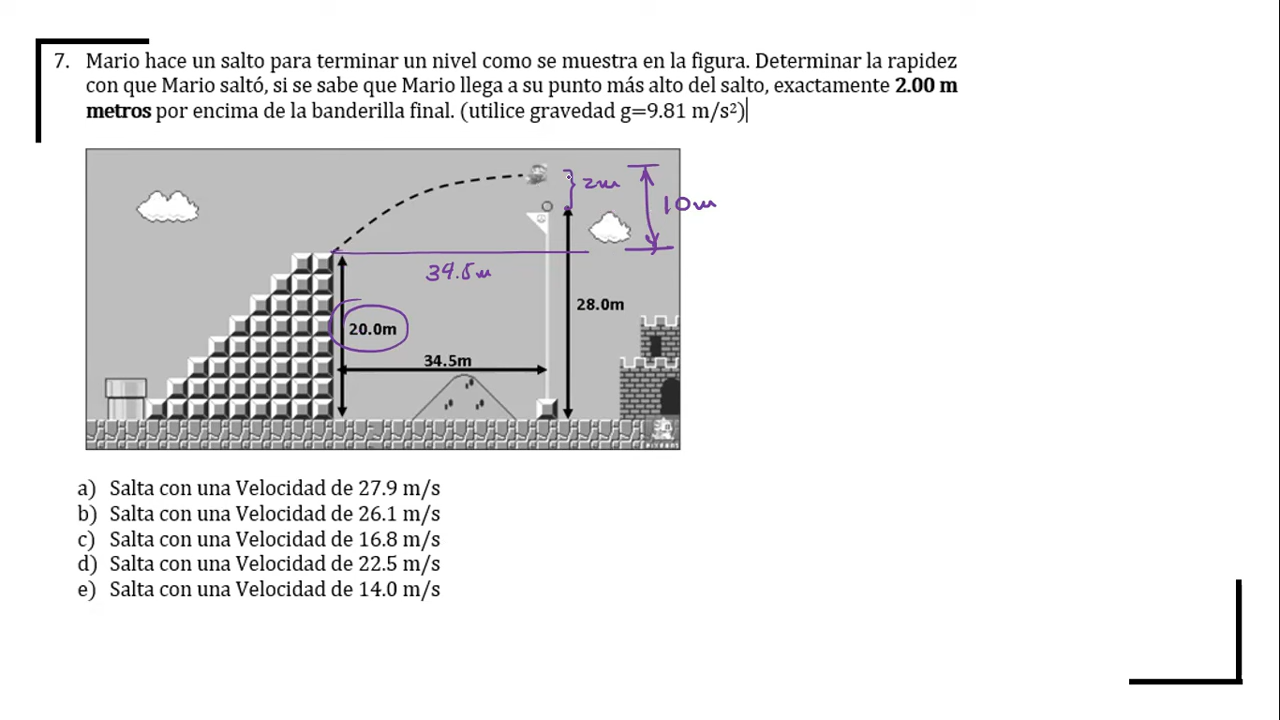 7. Mario hace un salto para terminar un nivel como se muestra en la figura. Determinar la rapidez
con que Mario saltó, si se sabe que Mario llega a su punto más alto del salto, exactamente 2.00 m
metros por encima de la banderilla final. (utilice gravedad g=9.81 m/s²)
2m
10m
34.5m
28.0m
20.0m
34.5m
a) Salta con una Velocidad de 27.9 m/s
b) Salta con una Velocidad de 26.1 m/s
c) Salta con una Velocidad de 16.8 m/s
d) Salta con una Velocidad de 22.5 m/s
e) Salta con una Velocidad de 14.0 m/s